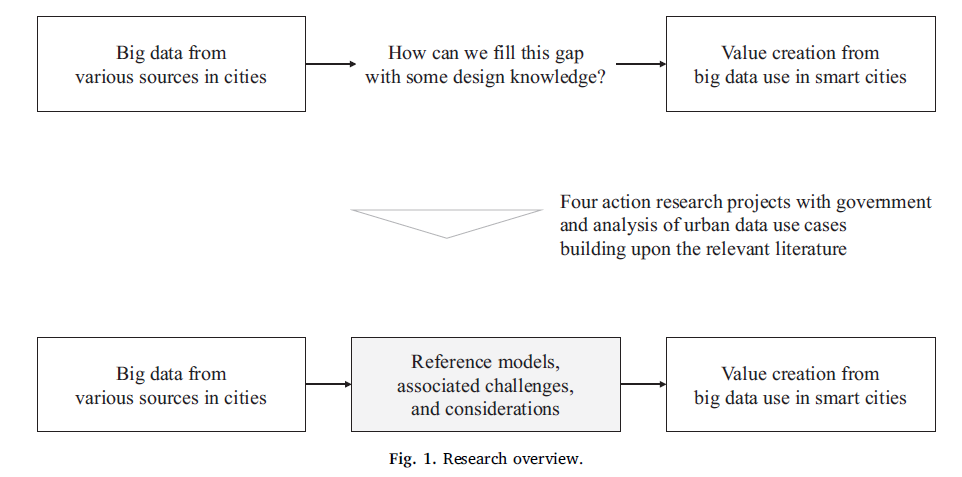 Big data from
various sources in cities
How can we fill this gap
with some design knowledge?
Value creation from
big data use in smart cities
Four action research projects with government
and analysis of urban data use cases
building upon the relevant literature
Big data from
various sources in cities
Reference models,
associated challenges,
and considerations
Value creation from
big data use in smart cities
Fig. 1. Research overview.